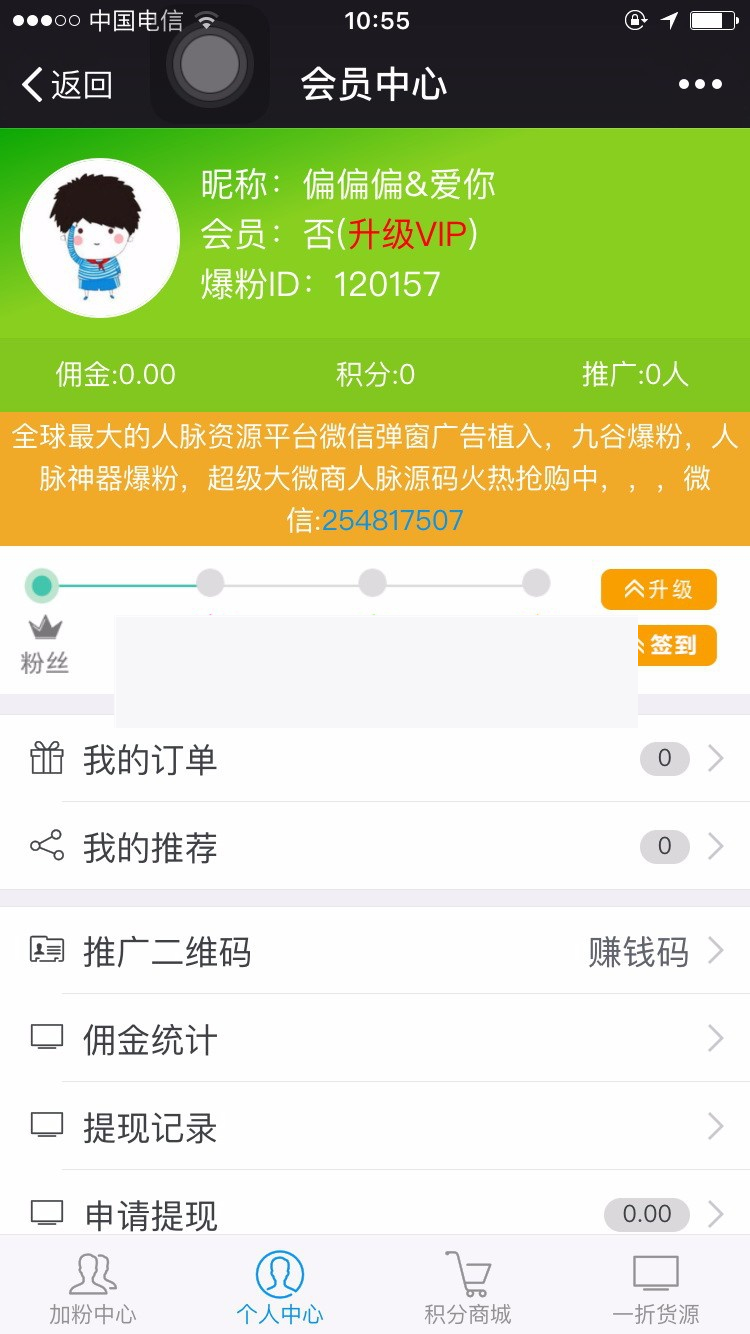 中国电信 10:55
返回 会员中心
昵称：偏偏偏&爱你
会员：否(升级VIP)
爆粉ID：120157
佣金:0.00 积分:0 推广:0人
全球最大的人脉资源平台微信弹窗广告植入，九谷爆粉，人
脉神器爆粉，超级大微商人脉源码火热抢购中，，，微
信:254817507
升级
粉丝 签到
我的订单 0
我的推荐 0
推广二维码 赚钱码
佣金统计
提现记录
申请提现 0.00
加粉中心 个人中心 积分商城 一折货源